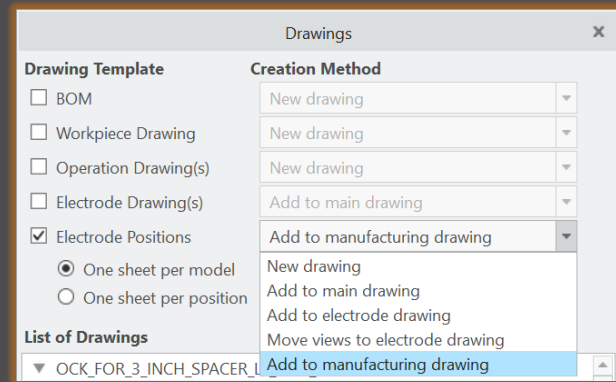 Drawings
Drawing Template Creation Method
BOM New drawing
Workpiece Drawing New drawing
Operation Drawing(s) New drawing
Electrode Drawing(s) Add to main drawing
Electrode Positions Add to manufacturing drawing
One sheet per model New drawing
One sheet per position Add to main drawing
Add to electrode drawing
List of Drawings Move views to electrode drawing
OCK_FOR_3_INCH_SPACER_ Add to manufacturing drawing